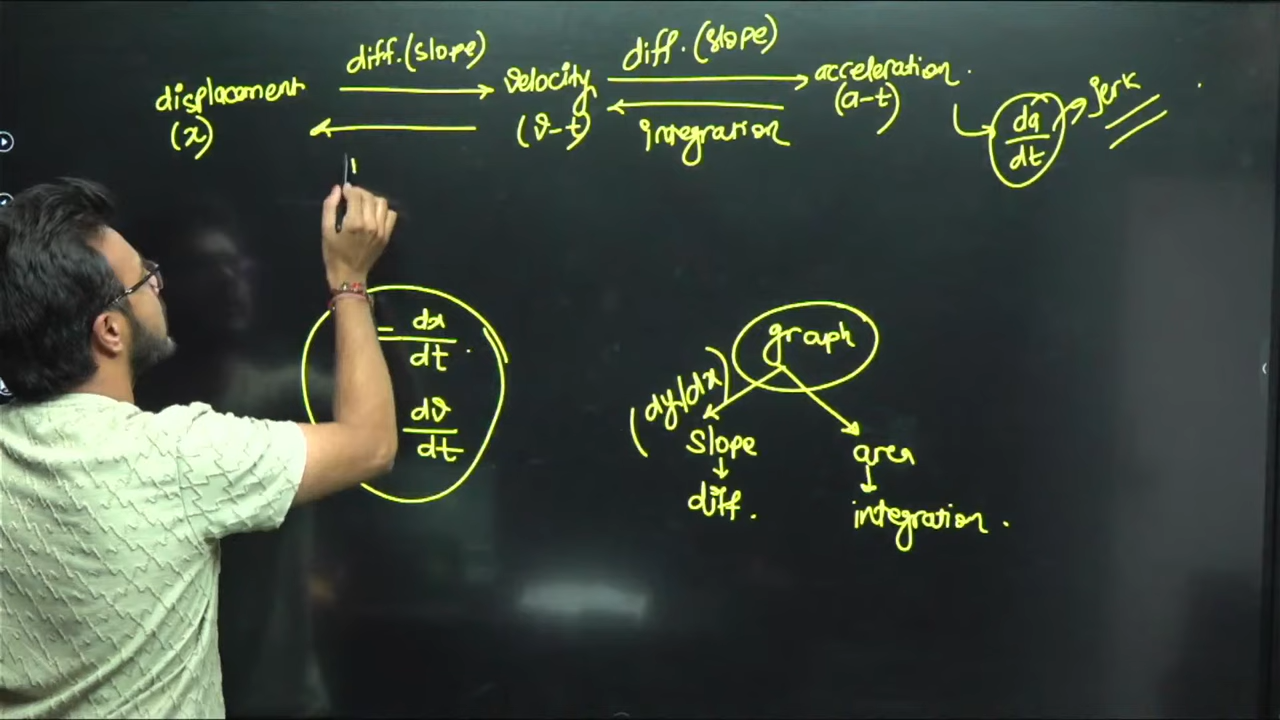 diff.(slope)
diff.(slope)
displacement
velocity
acceleration.
(x)
(v-t)
integration
(a-t)
da/dt
jerk
= dx/dt.
dv/dt
graph
(dy/dx)
slope
area
diff.
integration.